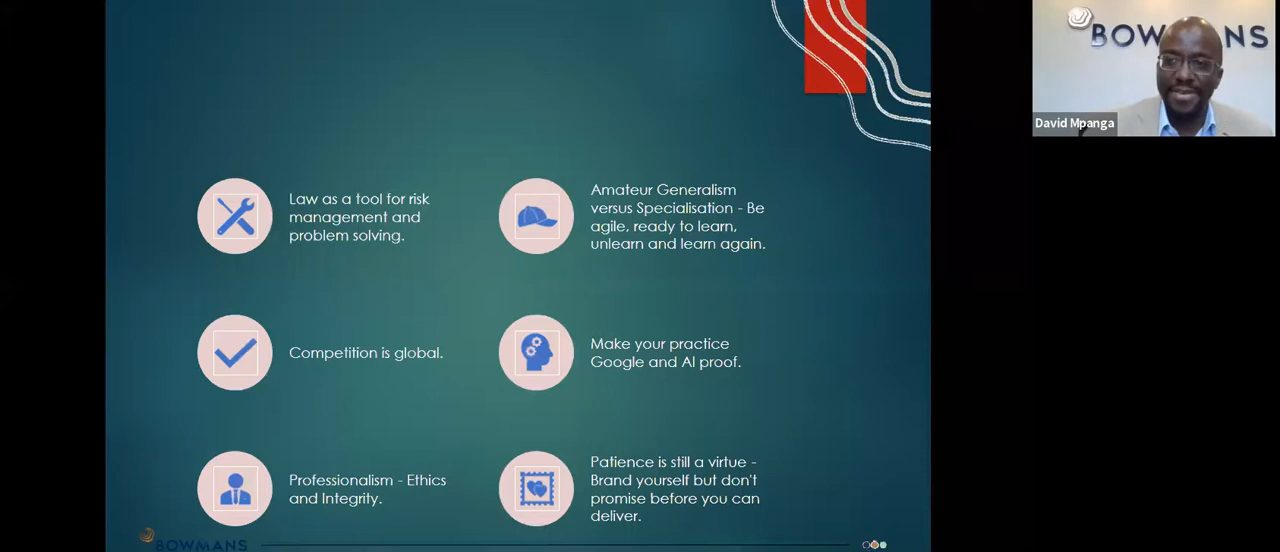 BOWMANS
David Mpanga
Law as a tool for risk
management and
problem solving.
Amateur Generalism
versus Specialisation - Be
agile, ready to learn,
unlearn and learn again.
Competition is global.
Make your practice
Google and AI proof.
Professionalism - Ethics
and Integrity.
Patience is still a virtue -
Brand yourself but don't
promise before you can
deliver.
BOWMANS